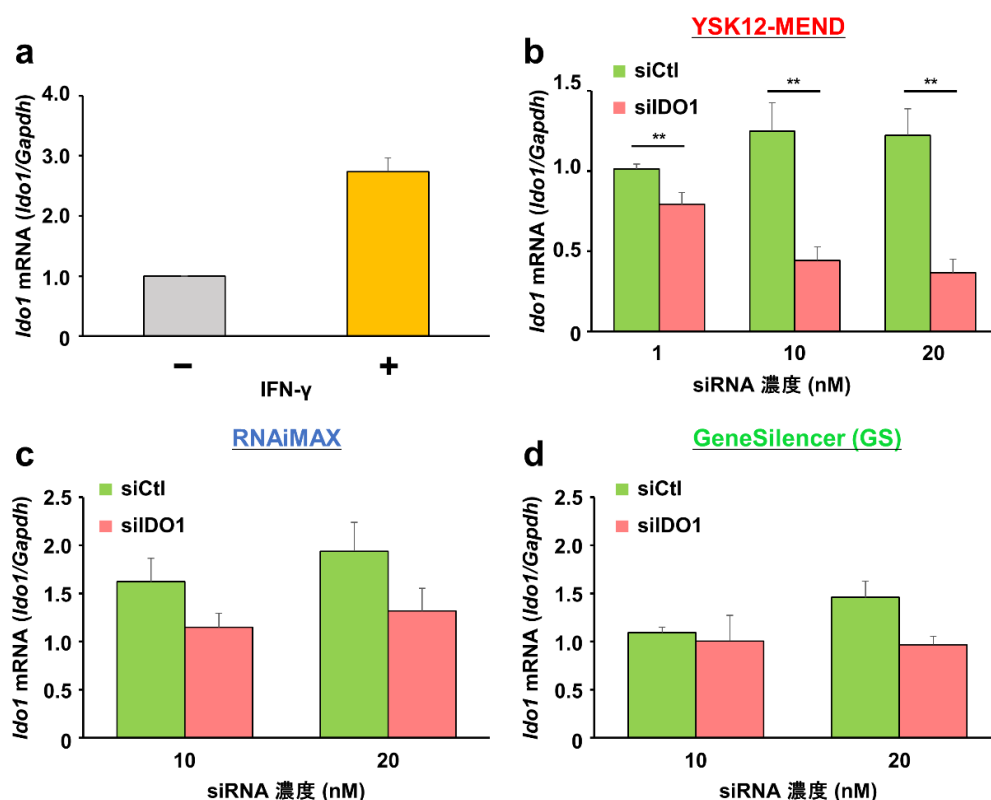 a
Ido1 mRNA (Ido1/Gapdh)
4.0
3.0
2.0
1.0
0
−
+
IFN-γ
YSK12-MEND
b
siCtl
siIDO1
Ido1 mRNA (Ido1/Gapdh)
1.5
1.0
0.5
0
**
**
**
1
10
20
siRNA 濃度 (nM)
RNAiMAX
c
siCtl
siIDO1
Ido1 mRNA (Ido1/Gapdh)
2.5
2.0
1.5
1.0
0.5
0
10
20
siRNA 濃度 (nM)
GeneSilencer (GS)
d
siCtl
siIDO1
Ido1 mRNA (Ido1/Gapdh)
2.5
2.0
1.5
1.0
0.5
0
10
20
siRNA 濃度 (nM)